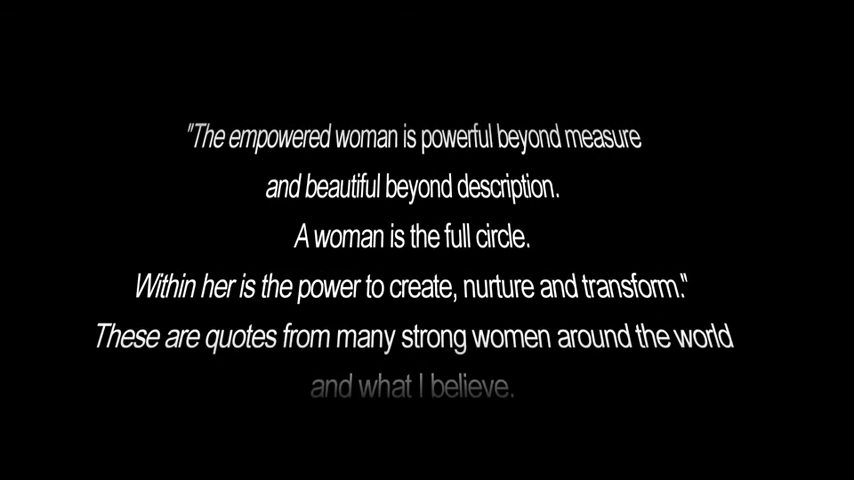 "The empowered woman is powerful beyond measure
and beautiful beyond description.
A woman is the full circle.
Within her is the power to create, nurture and transform."
These are quotes from many strong women around the world
and what I believe.